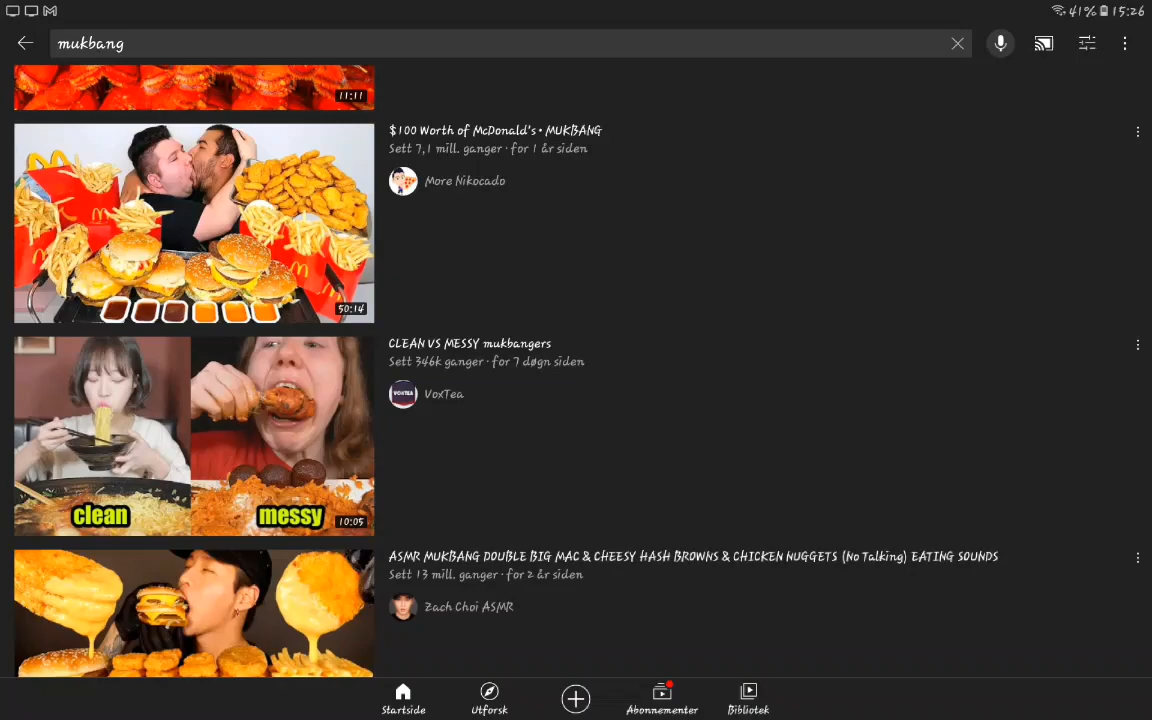 41% 15:26
mukbang
11:11
$100 Worth of McDonald's • MUKBANG
Sett 7,1 mill. ganger · for 1 år siden
More Nikocado
50:14
CLEAN VS MESSY mukbangers
Sett 346k ganger · for 7 døgn siden
VOXTEA
VoxTea
clean
messy
10:05
ASMR MUKBANG DOUBLE BIG MAC & CHEESY HASH BROWNS & CHICKEN NUGGETS (No Talking) EATING SOUNDS
Sett 13 mill. ganger · for 2 år siden
Zach Choi ASMR
Startside
Utforsk
Abonnementer
Bibliotek